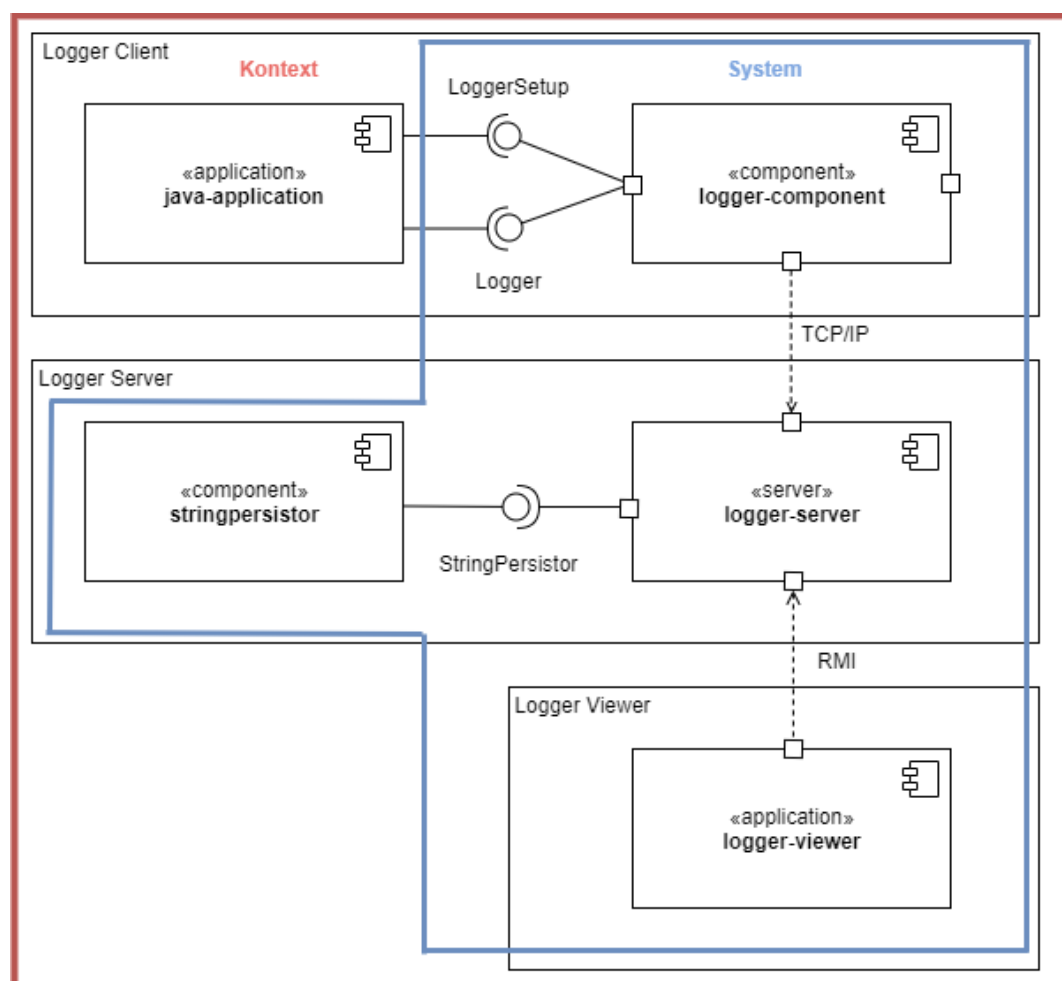 Logger Client
Kontext
System
LoggerSetup
«application»
java-application
«component»
logger-component
Logger
TCP/IP
Logger Server
«component»
stringpersistor
«server»
logger-server
StringPersistor
RMI
Logger Viewer
«application»
logger-viewer